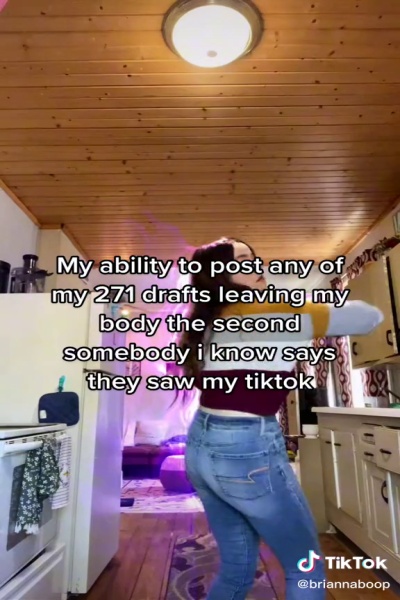 My ability to post any of
my 271 drafts leaving my
body the second
somebody i know says
they saw my tiktok
TikTok
@briannaboop